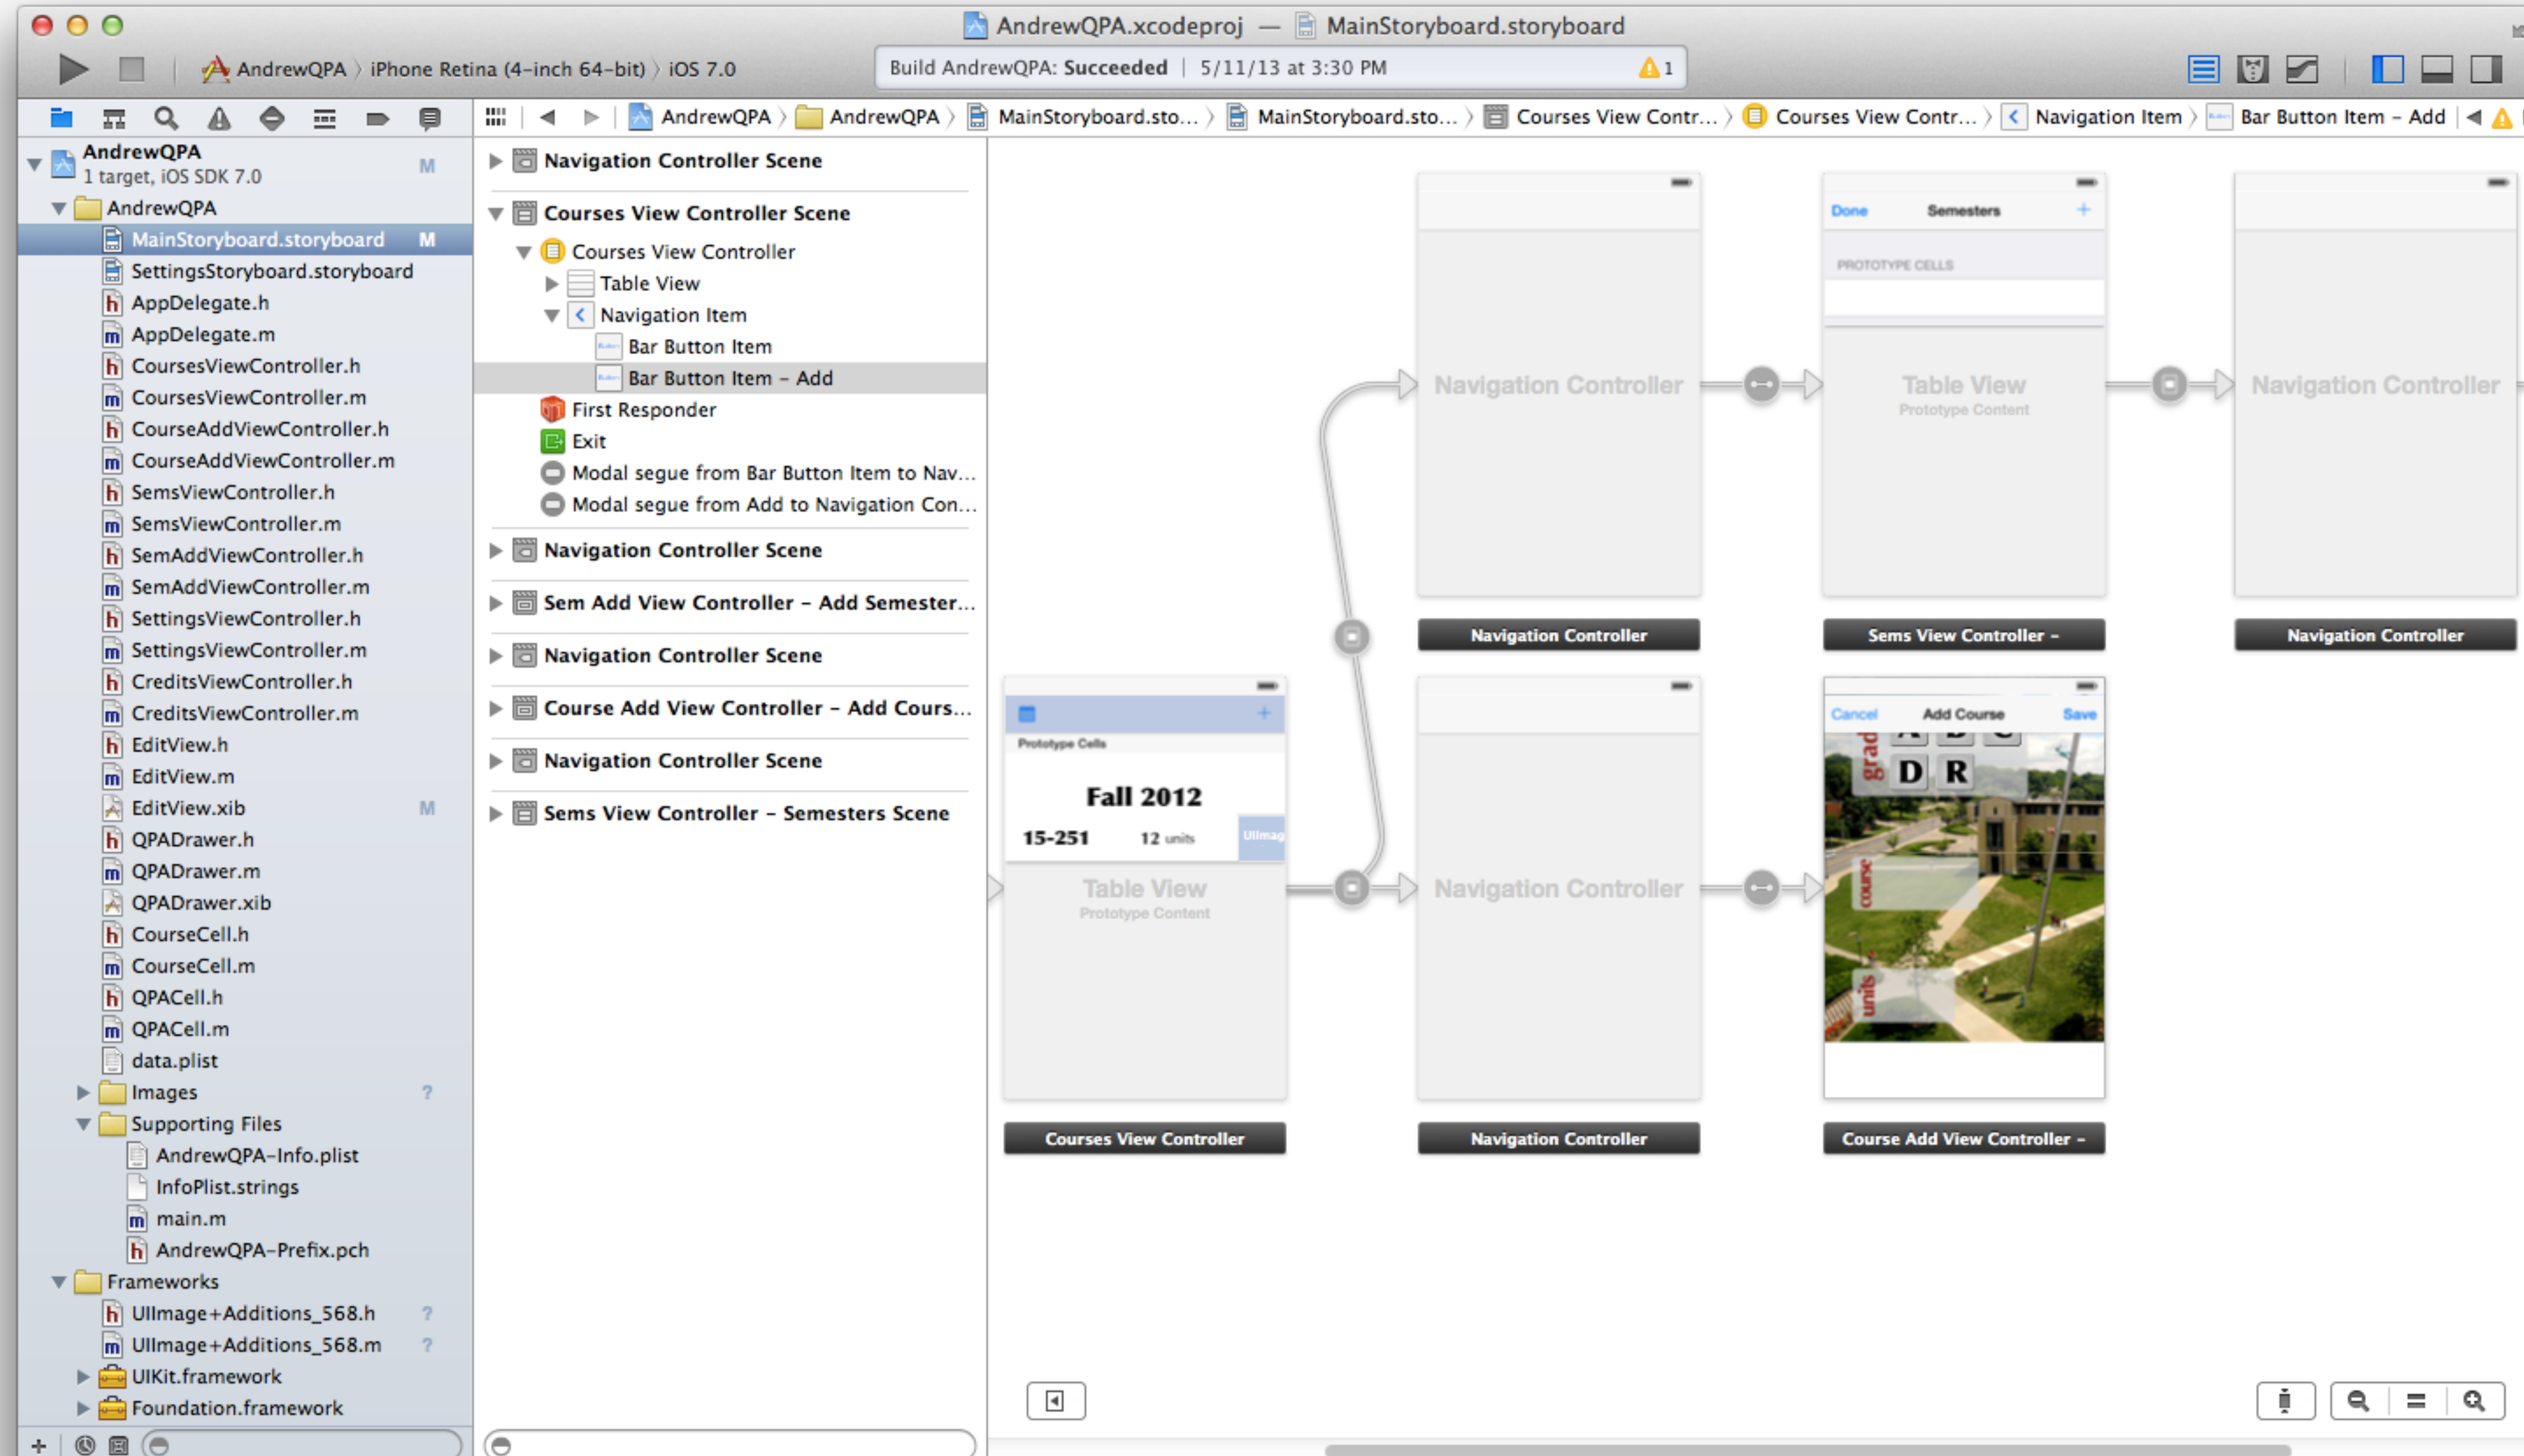 AndrewQPA.xcodeproj — MainStoryboard.storyboard
AndrewQPA iPhone Retina (4-inch 64-bit) iOS 7.0
Build AndrewQPA: Succeeded | 5/11/13 at 3:30 PM
1
AndrewQPA AndrewQPA MainStoryboard.sto... MainStoryboard.sto... Courses View Contr... Courses View Contr... Navigation Item Bar Button Item – Add
AndrewQPA
1 target, iOS SDK 7.0
M
AndrewQPA
MainStoryboard.storyboard M
SettingsStoryboard.storyboard
AppDelegate.h
AppDelegate.m
CoursesViewController.h
CoursesViewController.m
CourseAddViewController.h
CourseAddViewController.m
SemsViewController.h
SemsViewController.m
SemAddViewController.h
SemAddViewController.m
SettingsViewController.h
SettingsViewController.m
CreditsViewController.h
CreditsViewController.m
EditView.h
EditView.m
EditView.xib M
QPADrawer.h
QPADrawer.m
QPADrawer.xib
CourseCell.h
CourseCell.m
QPACell.h
QPACell.m
data.plist
Images ?
Supporting Files
AndrewQPA-Info.plist
InfoPlist.strings
main.m
AndrewQPA-Prefix.pch
Frameworks
UIImage+Additions_568.h ?
UIImage+Additions_568.m ?
UIKit.framework
Foundation.framework
Navigation Controller Scene
Courses View Controller Scene
Courses View Controller
Table View
Navigation Item
Bar Button Item
Bar Button Item – Add
First Responder
Exit
Modal segue from Bar Button Item to Nav...
Modal segue from Add to Navigation Con...
Navigation Controller Scene
Sem Add View Controller – Add Semester...
Navigation Controller Scene
Course Add View Controller – Add Cours...
Navigation Controller Scene
Sems View Controller – Semesters Scene
Navigation Controller
Navigation Controller
Done Semesters +
PROTOTYPE CELLS
Table View
Prototype Content
Sems View Controller –
Navigation Controller
Navigation Controller
+
Prototype Cells
Fall 2012
15-251 12 units UIImag
Table View
Prototype Content
Courses View Controller
Navigation Controller
Navigation Controller
Cancel Add Course Save
grad
A B C
D R
course
units
Course Add View Controller –